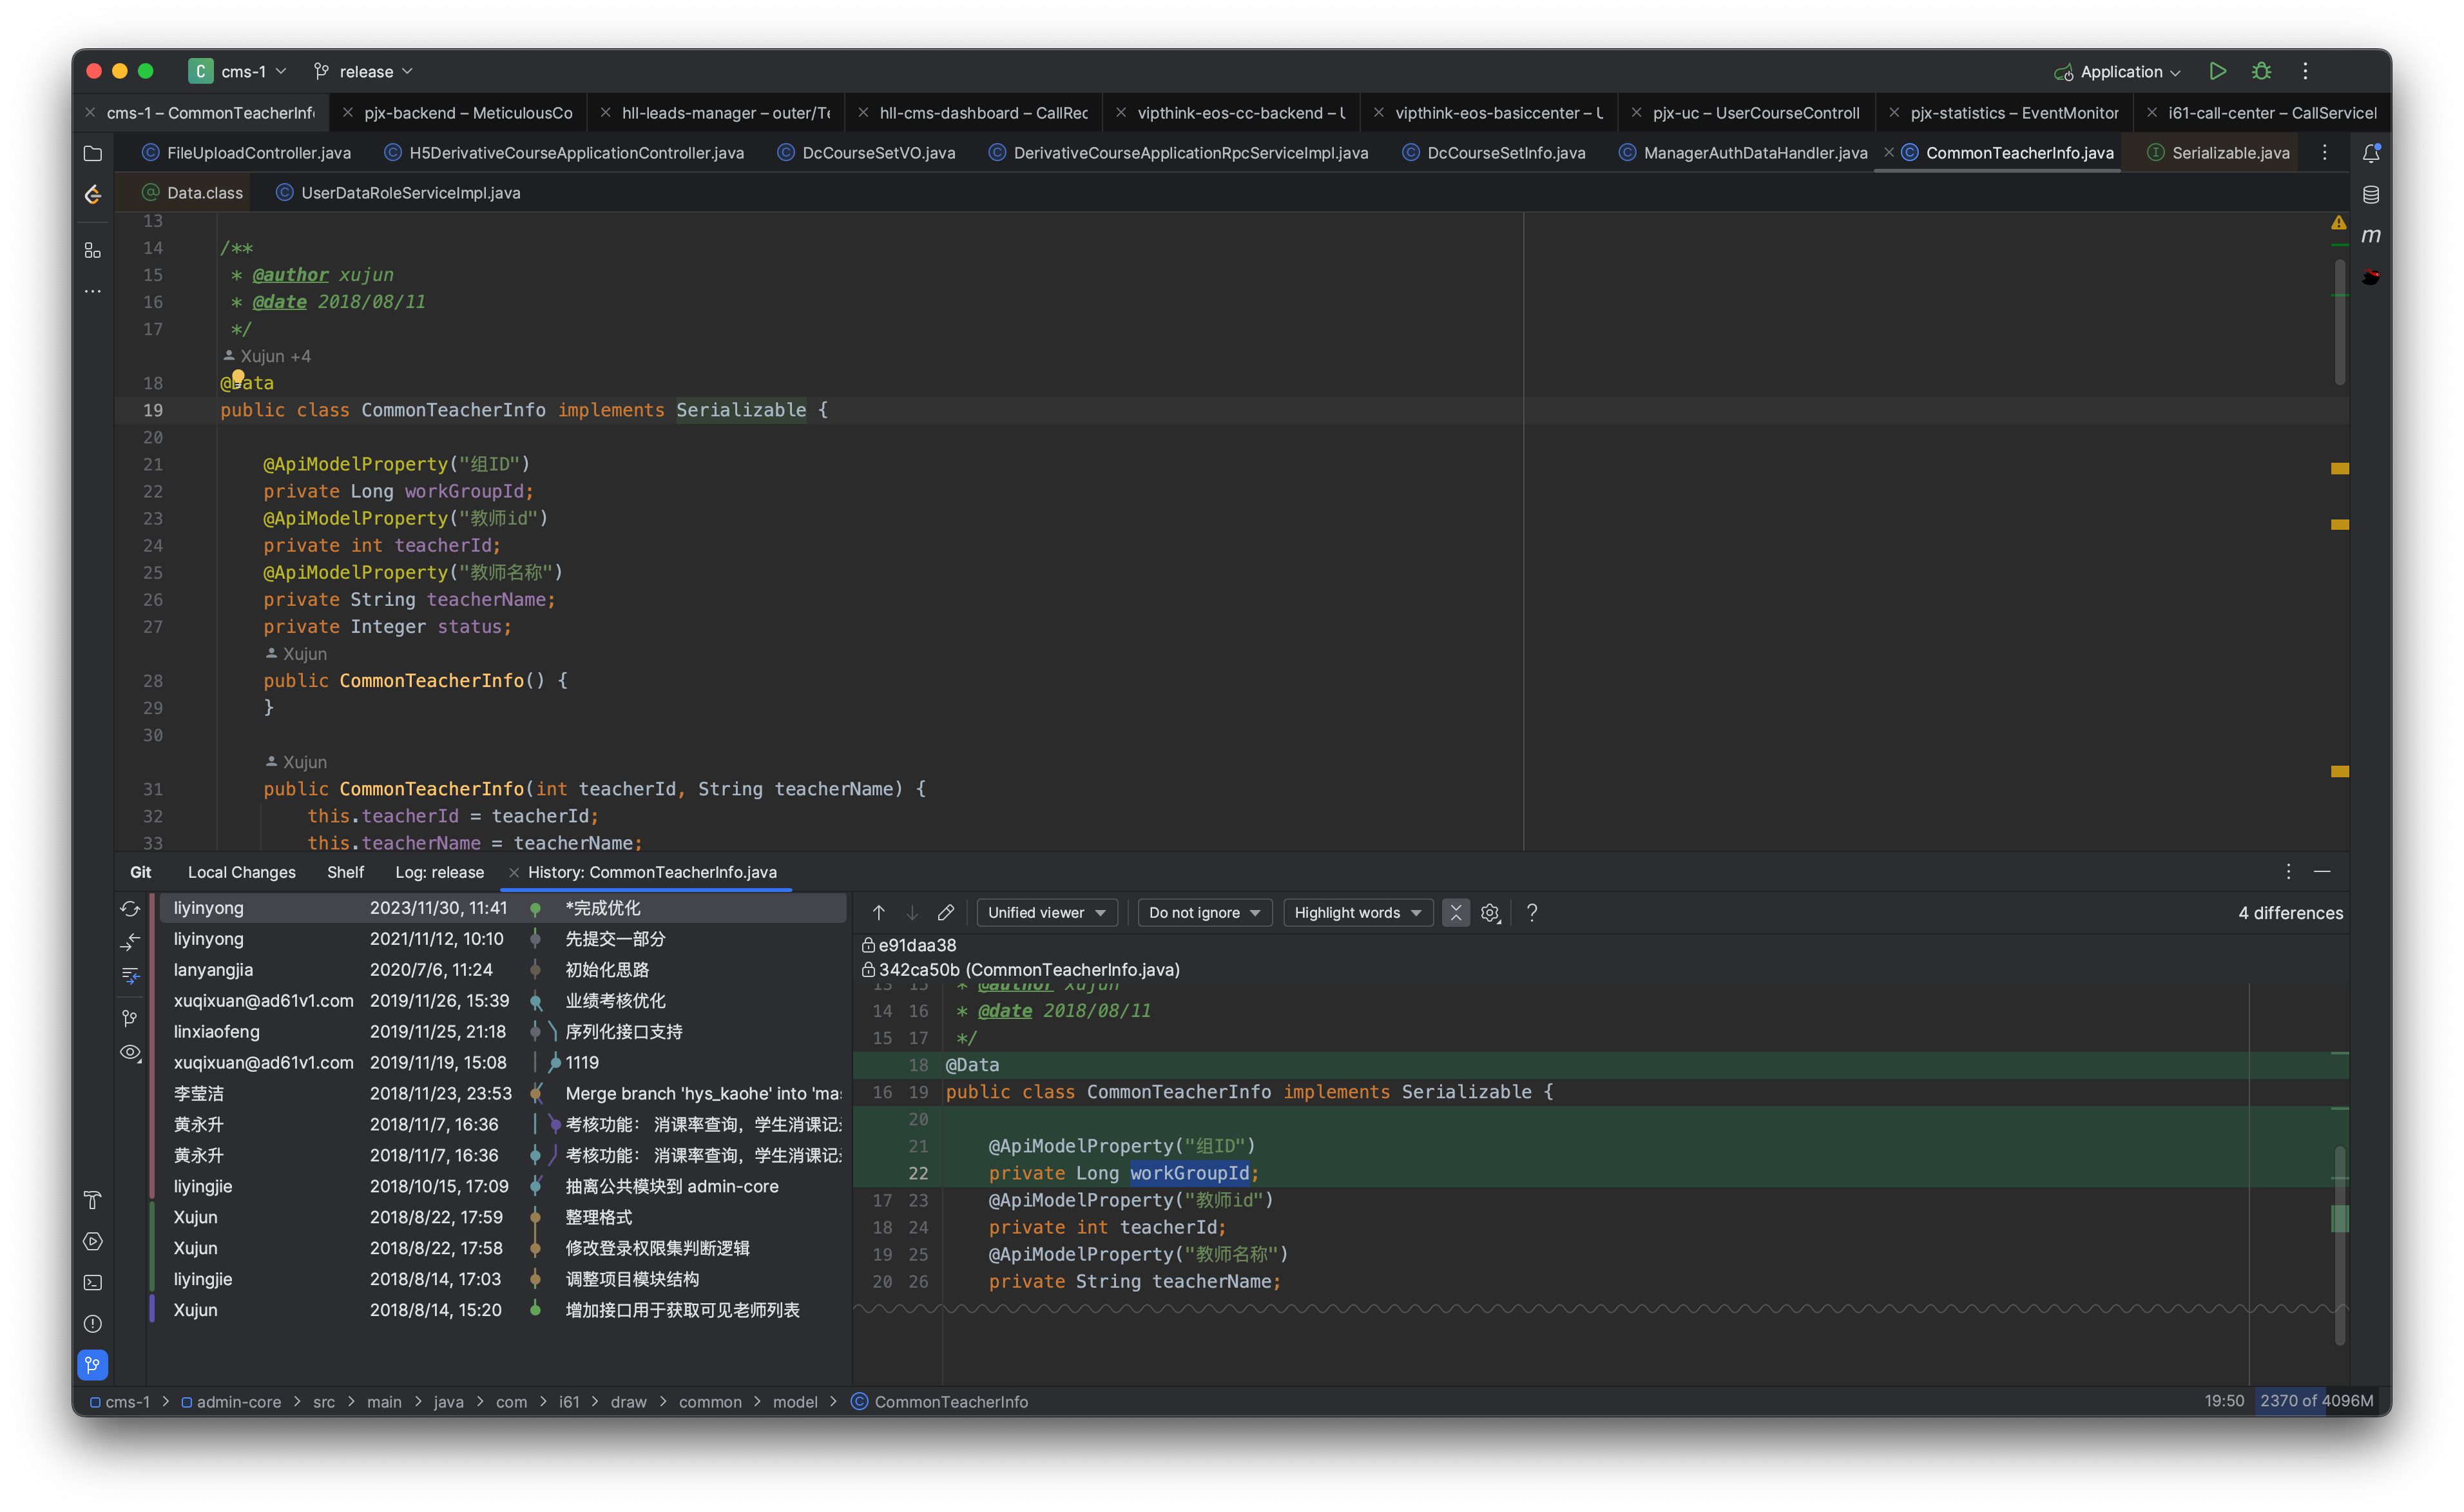 C cms-1 release Application
cms-1 – CommonTeacherInf pjx-backend – MeticulousCo hll-leads-manager – outer/Te hll-cms-dashboard – CallRec vipthink-eos-cc-backend – vipthink-eos-basiccenter – pjx-uc – UserCourseControll pjx-statistics – EventMonitor i61-call-center – CallServiceI
FileUploadController.java H5DerivativeCourseApplicationController.java DcCourseSetVO.java DerivativeCourseApplicationRpcServiceImpl.java DcCourseSetInfo.java ManagerAuthDataHandler.java CommonTeacherInfo.java Serializable.java
Data.class UserDataRoleServiceImpl.java
13
14 /**
15 * @author xujun
16 * @date 2018/08/11
17 */
Xujun +4
18 @Data
19 public class CommonTeacherInfo implements Serializable {
20
21 @ApiModelProperty("组ID")
22 private Long workGroupId;
23 @ApiModelProperty("教师id")
24 private int teacherId;
25 @ApiModelProperty("教师名称")
26 private String teacherName;
27 private Integer status;
Xujun
28 public CommonTeacherInfo() {
29 }
30
Xujun
31 public CommonTeacherInfo(int teacherId, String teacherName) {
32 this.teacherId = teacherId;
33 this.teacherName = teacherName;
Git Local Changes Shelf Log: release History: CommonTeacherInfo.java
liyinyong 2023/11/30, 11:41 *完成优化
liyinyong 2021/11/12, 10:10 先提交一部分
lanyangjia 2020/7/6, 11:24 初始化思路
xuqixuan@ad61v1.com 2019/11/26, 15:39 业绩考核优化
linxiaofeng 2019/11/25, 21:18 序列化接口支持
xuqixuan@ad61v1.com 2019/11/19, 15:08 1119
李莹洁 2018/11/23, 23:53 Merge branch 'hys_kaohe' into 'mas
黄永升 2018/11/7, 16:36 考核功能： 消课率查询，学生消课记
黄永升 2018/11/7, 16:36 考核功能： 消课率查询，学生消课记
liyingjie 2018/10/15, 17:09 抽离公共模块到 admin-core
Xujun 2018/8/22, 17:59 整理格式
Xujun 2018/8/22, 17:58 修改登录权限集判断逻辑
liyingjie 2018/8/14, 17:03 调整项目模块结构
Xujun 2018/8/14, 15:20 增加接口用于获取可见老师列表
Unified viewer Do not ignore Highlight words ? 4 differences
e91daa38
342ca50b (CommonTeacherInfo.java)
13 15 * @author xujun
14 16 * @date 2018/08/11
15 17 */
18 @Data
16 19 public class CommonTeacherInfo implements Serializable {
20
21 @ApiModelProperty("组ID")
22 private Long workGroupId;
17 23 @ApiModelProperty("教师id")
18 24 private int teacherId;
19 25 @ApiModelProperty("教师名称")
20 26 private String teacherName;
cms-1 > admin-core > src > main > java > com > i61 > draw > common > model > CommonTeacherInfo 19:50 2370 of 4096M